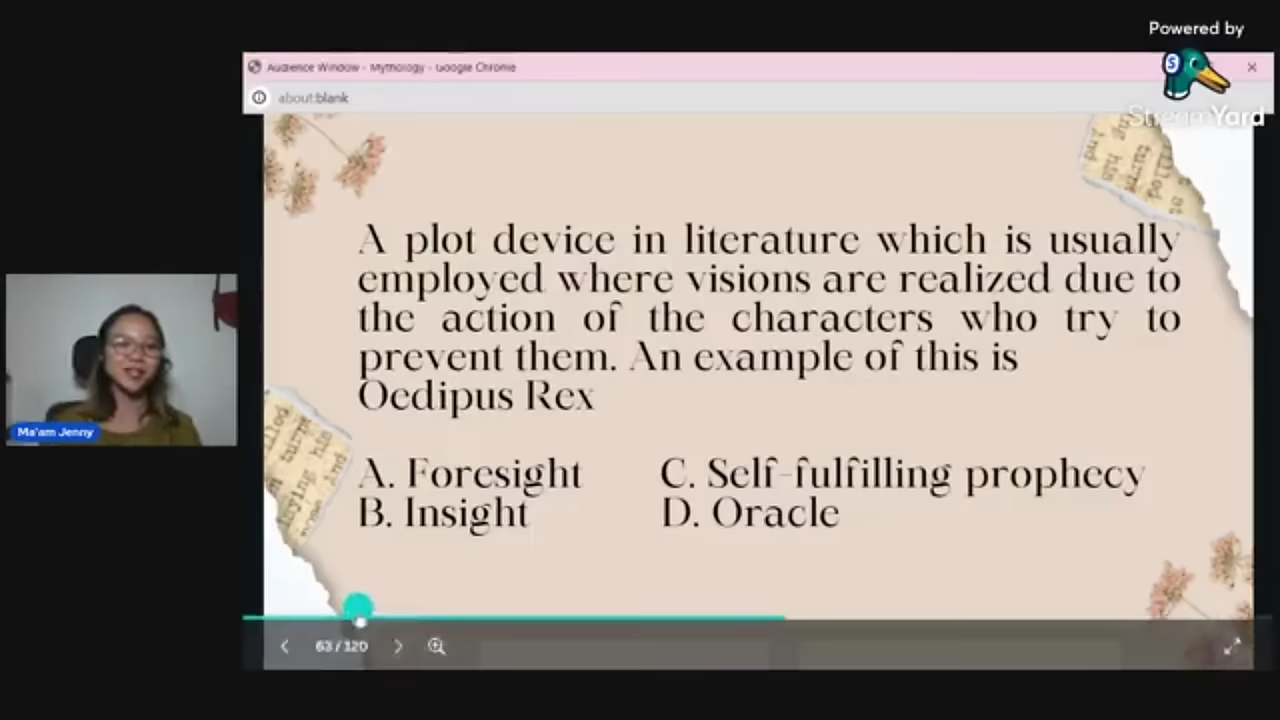 Powered by
StreamYard
Audience Window - Mythology - Google Chrome
about:blank
A plot device in literature which is usually
employed where visions are realized due to
the action of the characters who try to
prevent them. An example of this is
Oedipus Rex
A. Foresight
C. Self-fulfilling prophecy
B. Insight
D. Oracle
Ma'am Jenny
63 / 120